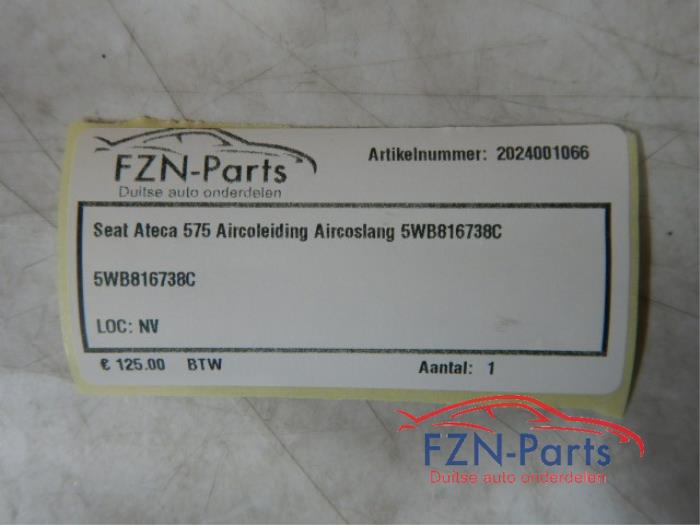 FZN-Parts
Duitse auto onderdelen
Artikelnummer: 2024001066
Seat Ateca 575 Aircoleiding Aircoslang 5WB816738C
5WB816738C
LOC: NV
€ 125.00 BTW
Aantal: 1
FZN-Parts
Duitse auto onderdelen